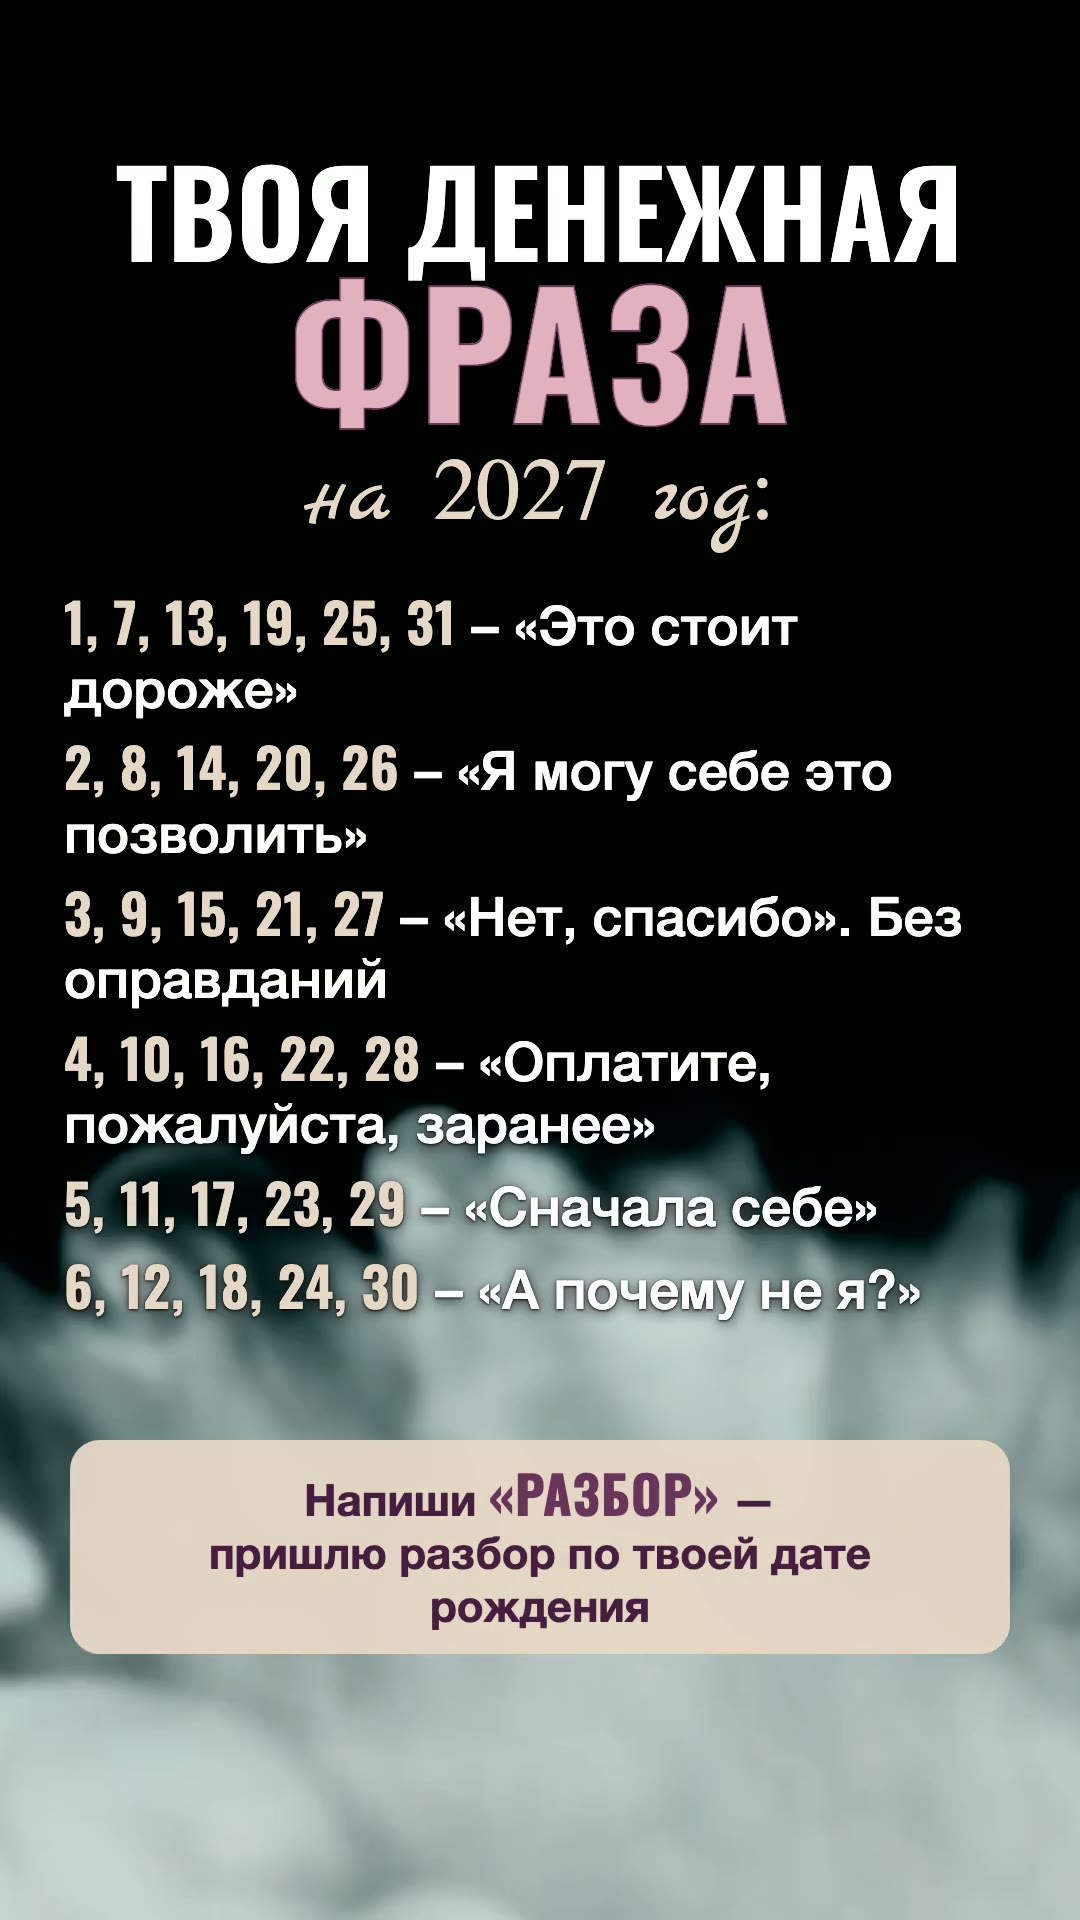 ТВОЯ ДЕНЕЖНАЯ
ФРАЗА
на 2027 год:
1, 7, 13, 19, 25, 31 – «Это стоит
дороже»
2, 8, 14, 20, 26 – «Я могу себе это
позволить»
3, 9, 15, 21, 27 – «Нет, спасибо». Без
оправданий
4, 10, 16, 22, 28 – «Оплатите,
пожалуйста, заранее»
5, 11, 17, 23, 29 – «Сначала себе»
6, 12, 18, 24, 30 – «А почему не я?»
Напиши «РАЗБОР» —
пришлю разбор по твоей дате
рождения